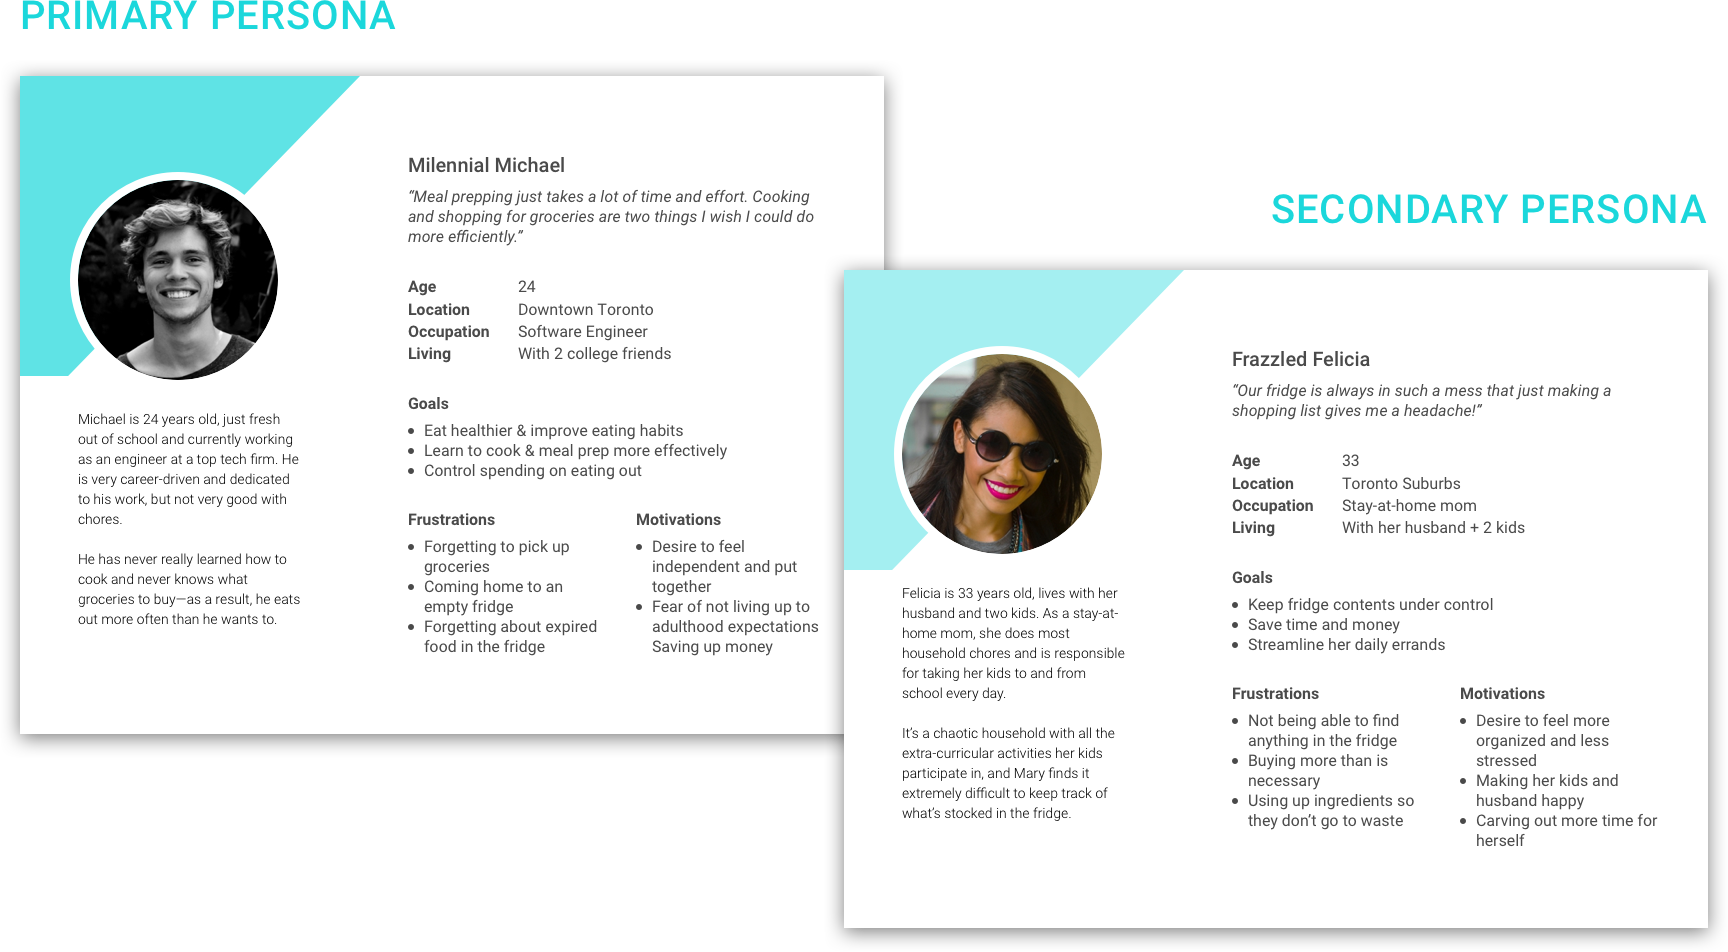 PRIMARY PERSONA
Milennial Michael
“Meal prepping just takes a lot of time and effort. Cooking
and shopping for groceries are two things I wish I could do
more efficiently.”
Age 24
Location Downtown Toronto
Occupation Software Engineer
Living With 2 college friends
Goals
• Eat healthier & improve eating habits
• Learn to cook & meal prep more effectively
• Control spending on eating out
Frustrations
• Forgetting to pick up
groceries
• Coming home to an
empty fridge
• Forgetting about expired
food in the fridge
Motivations
• Desire to feel
independent and put
together
• Fear of not living up to
adulthood expectations
Saving up money
Michael is 24 years old, just fresh
out of school and currently working
as an engineer at a top tech firm. He
is very career-driven and dedicated
to his work, but not very good with
chores.
He has never really learned how to
cook and never knows what
groceries to buy—as a result, he eats
out more often than he wants to.
SECONDARY PERSONA
Frazzled Felicia
“Our fridge is always in such a mess that just making a
shopping list gives me a headache!”
Age 33
Location Toronto Suburbs
Occupation Stay-at-home mom
Living With her husband + 2 kids
Goals
• Keep fridge contents under control
• Save time and money
• Streamline her daily errands
Frustrations
• Not being able to find
anything in the fridge
• Buying more than is
necessary
• Using up ingredients so
they don’t go to waste
Motivations
• Desire to feel more
organized and less
stressed
• Making her kids and
husband happy
• Carving out more time for
herself
Felicia is 33 years old, lives with her
husband and two kids. As a stay-at-
home mom, she does most
household chores and is responsible
for taking her kids to and from
school every day.
It’s a chaotic household with all the
extra-curricular activities her kids
participate in, and Mary finds it
extremely difficult to keep track of
what’s stocked in the fridge.